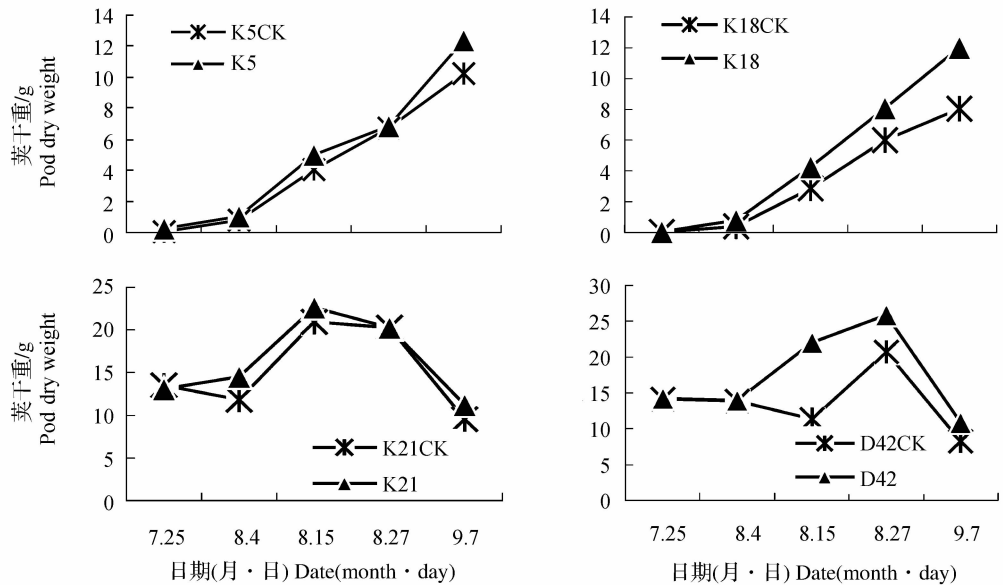 荚干重/g
Pod dry weight
14
12
10
8
6
4
2
0
K5CK
K5
14
12
10
8
6
4
2
0
K18CK
K18
荚干重/g
Pod dry weight
25
20
15
10
5
0
K21CK
K21
7.25 8.4 8.15 8.27 9.7
日期(月·日) Date(month·day)
30
25
20
15
10
5
0
D42CK
D42
7.25 8.4 8.15 8.27 9.7
日期(月·日) Date(month·day)